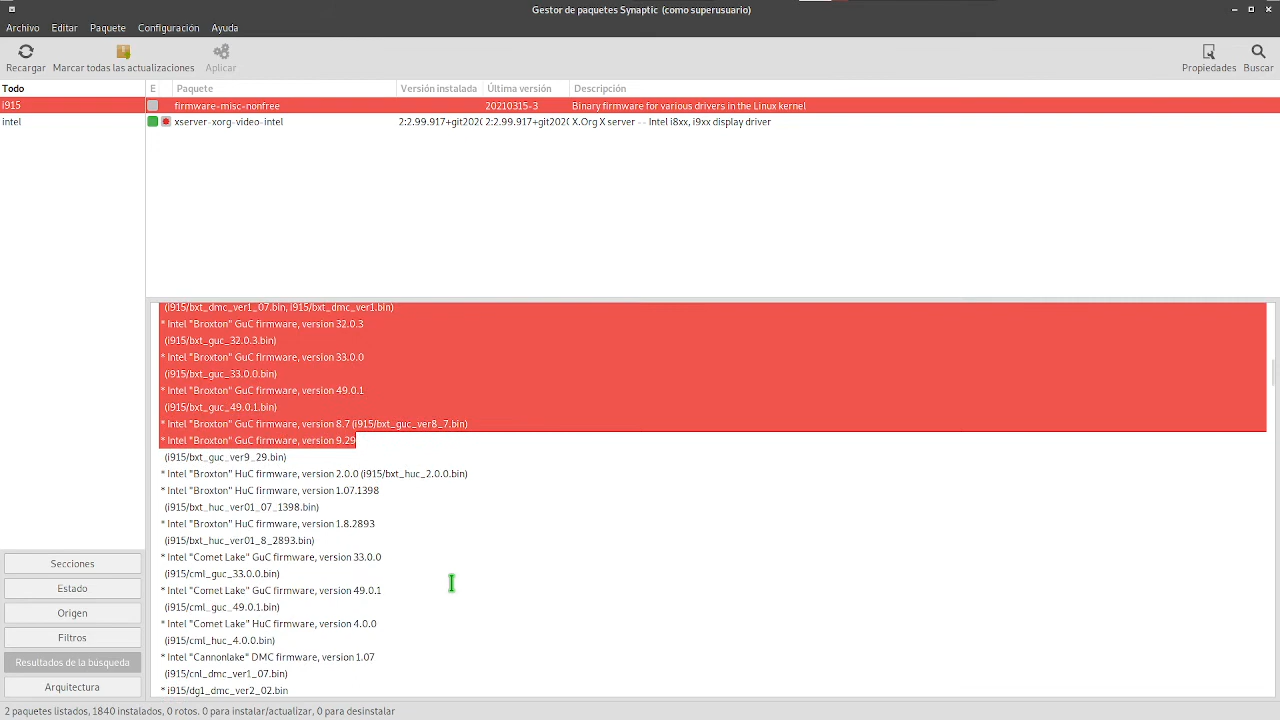 Gestor de paquetes Synaptic (como superusuario)
Archivo Editar Paquete Configuración Ayuda
Recargar Marcar todas las actualizaciones Aplicar Propiedades Buscar
Todo
i915
intel
E Paquete Versión instalada Última versión Descripción
firmware-misc-nonfree 20210315-3 Binary firmware for various drivers in the Linux kernel
xserver-xorg-video-intel 2:2.99.917+git202( 2:2.99.917+git202( X.Org X server -- Intel i8xx, i9xx display driver
(i915/bxt_dmc_ver1_07.bin, i915/bxt_dmc_ver1.bin)
* Intel "Broxton" GuC firmware, version 32.0.3
(i915/bxt_guc_32.0.3.bin)
* Intel "Broxton" GuC firmware, version 33.0.0
(i915/bxt_guc_33.0.0.bin)
* Intel "Broxton" GuC firmware, version 49.0.1
(i915/bxt_guc_49.0.1.bin)
* Intel "Broxton" GuC firmware, version 8.7 (i915/bxt_guc_ver8_7.bin)
* Intel "Broxton" GuC firmware, version 9.29
(i915/bxt_guc_ver9_29.bin)
* Intel "Broxton" HuC firmware, version 2.0.0 (i915/bxt_huc_2.0.0.bin)
* Intel "Broxton" HuC firmware, version 1.07.1398
(i915/bxt_huc_ver01_07_1398.bin)
* Intel "Broxton" HuC firmware, version 1.8.2893
(i915/bxt_huc_ver01_8_2893.bin)
* Intel "Comet Lake" GuC firmware, version 33.0.0
(i915/cml_guc_33.0.0.bin)
* Intel "Comet Lake" GuC firmware, version 49.0.1
(i915/cml_guc_49.0.1.bin)
* Intel "Comet Lake" HuC firmware, version 4.0.0
(i915/cml_huc_4.0.0.bin)
* Intel "Cannonlake" DMC firmware, version 1.07
(i915/cnl_dmc_ver1_07.bin)
* i915/dg1_dmc_ver2_02.bin
Secciones
Estado
Origen
Filtros
Resultados de la búsqueda
Arquitectura
2 paquetes listados, 1840 instalados, 0 rotos. 0 para instalar/actualizar, 0 para desinstalar